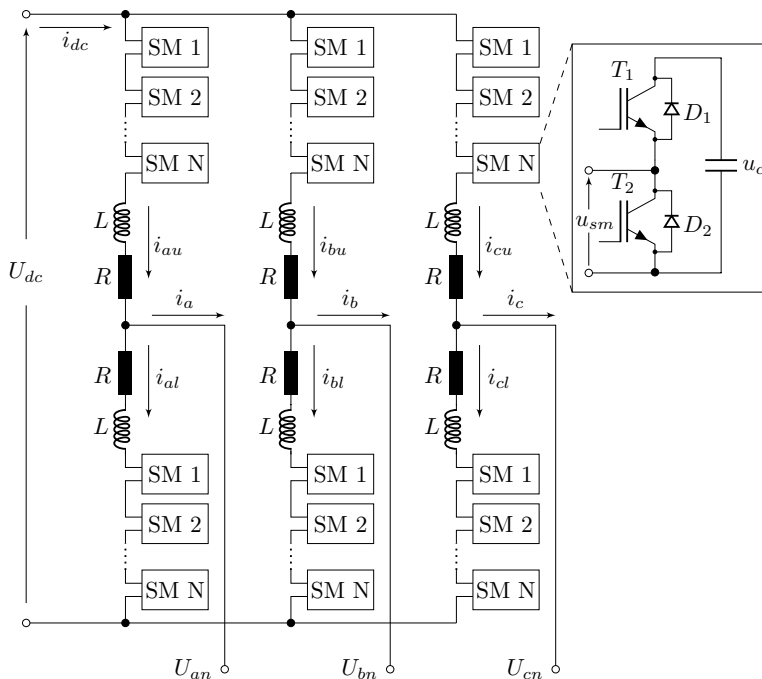 i_dc
SM 1 SM 1 SM 1
SM 2 SM 2 SM 2
SM N SM N SM N
T_1
D_1
u_c
T_2
u_sm
D_2
L L L
i_au i_bu i_cu
U_dc
R R R
i_a i_b i_c
R R R
i_al i_bl i_cl
L L L
SM 1 SM 1 SM 1
SM 2 SM 2 SM 2
SM N SM N SM N
U_an U_bn U_cn